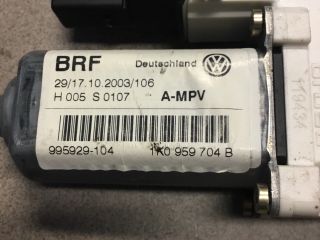 BRF Deutschland
29/17.10.2003/106
H 005 S 0107 A-MPV
995929-104 1K0 959 704 B